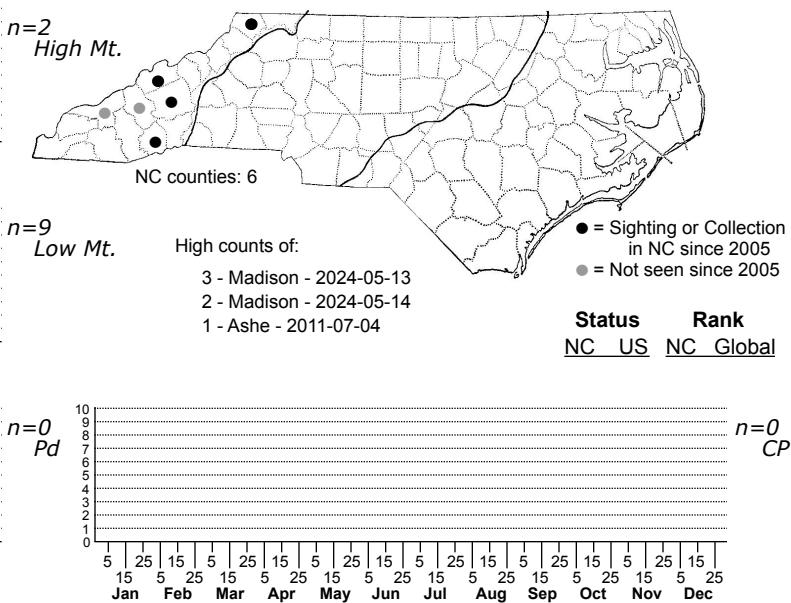 n=2
High Mt.
NC counties: 6
n=9
Low Mt.
High counts of:
3 - Madison - 2024-05-13
2 - Madison - 2024-05-14
1 - Ashe - 2011-07-04
● = Sighting or Collection
in NC since 2005
● = Not seen since 2005
Status Rank
NC US NC Global
n=0
Pd
10
9
8
7
6
5
4
3
2
1
0
n=0
CP
5 25 15 5 25 15 5 25 15 5 25 15 5 25 15 5 25 15
15 5 25 15 5 25 15 5 25 15 5 25 15 5 25 15 5 25
Jan Feb Mar Apr May Jun Jul Aug Sep Oct Nov Dec